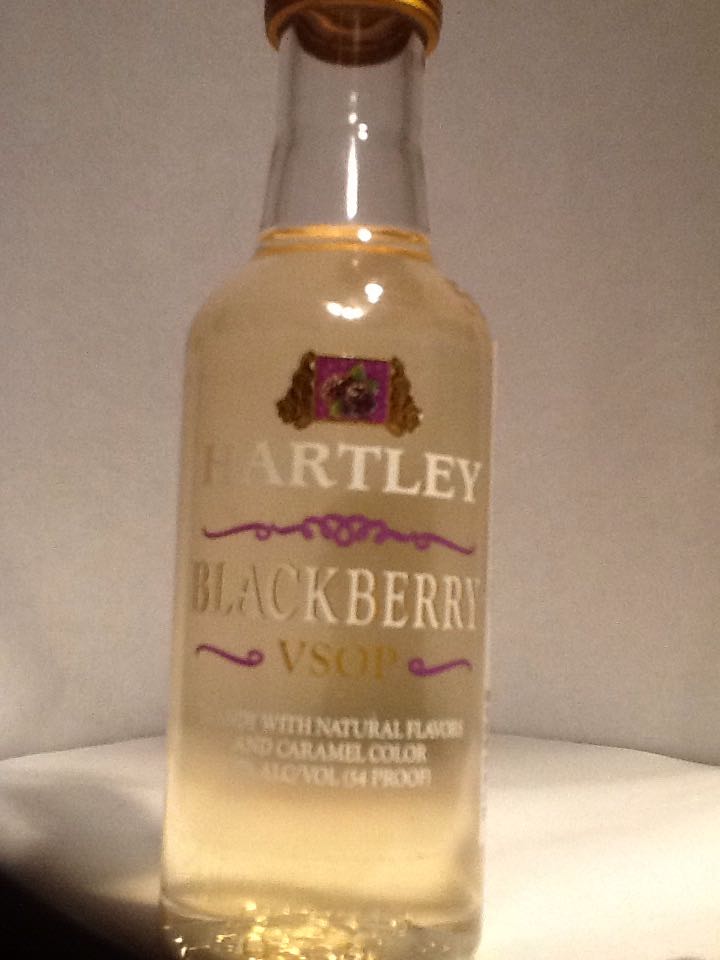 HARTLEY
BLACKBERRY
VSOP
WITH NATURAL FLAVORS
AND CARAMEL COLOR
ALC/VOL (54 PROOF)